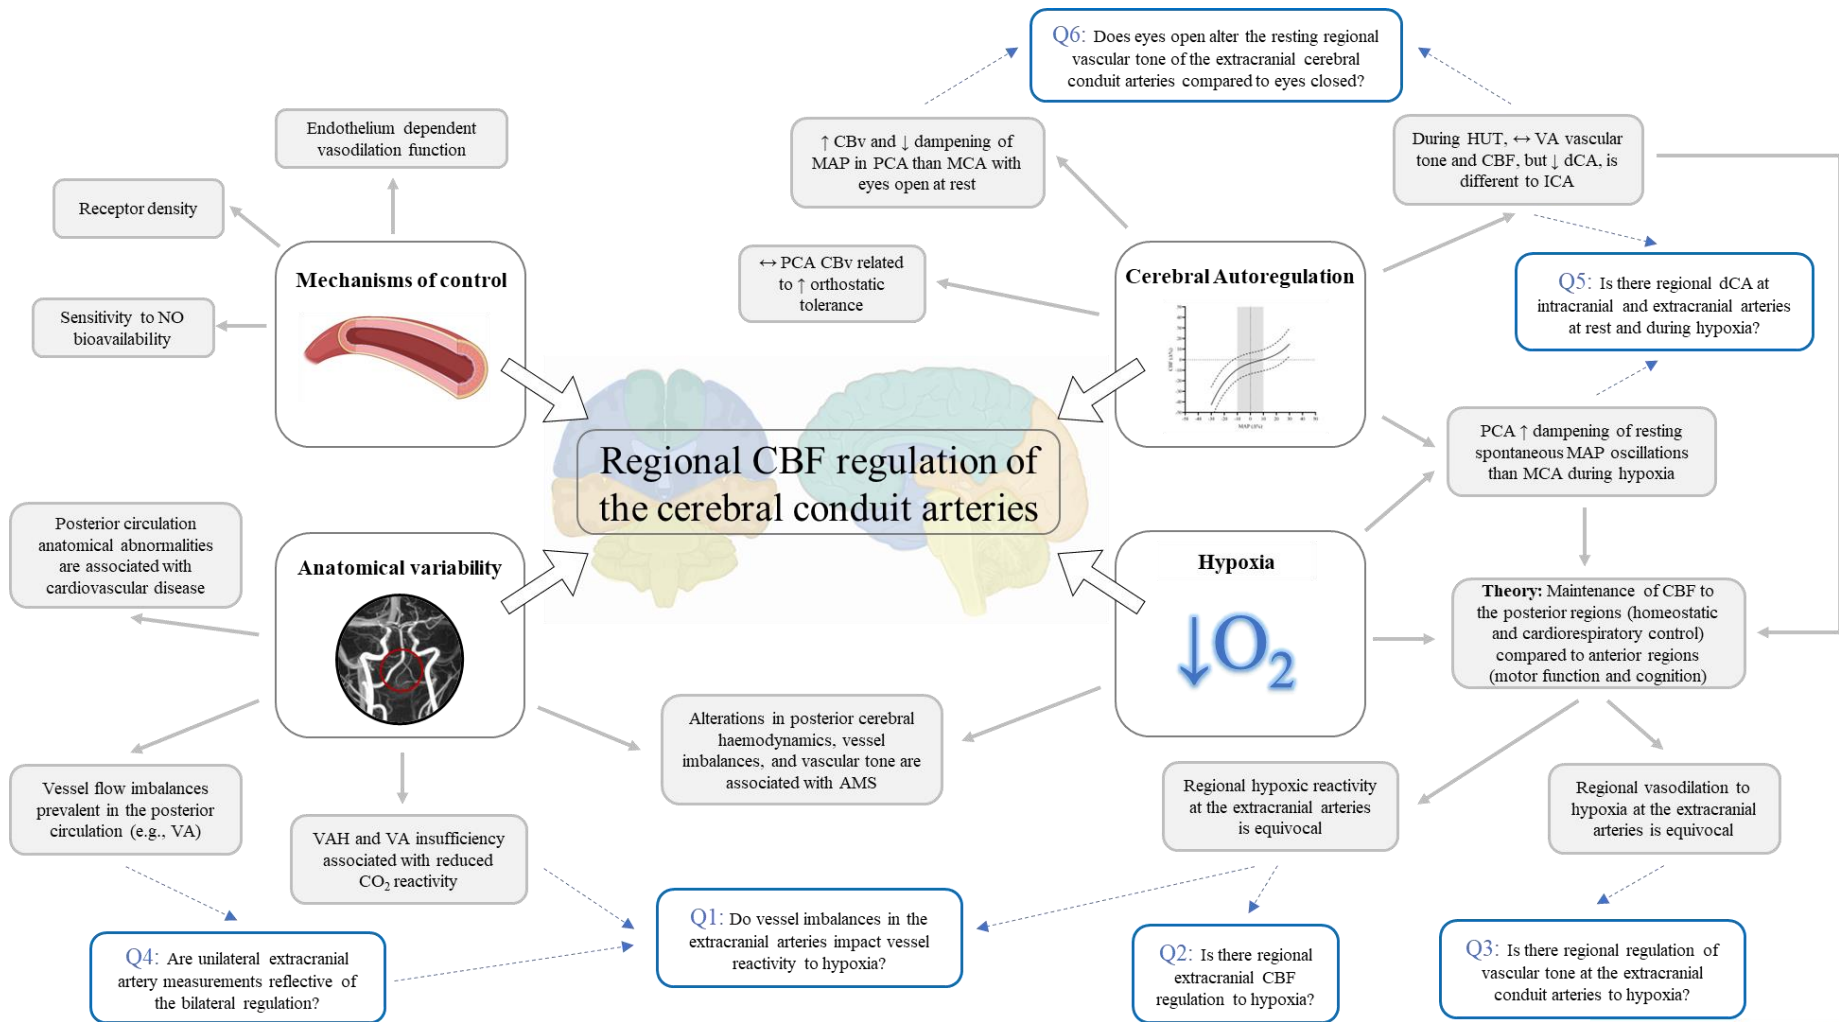 Q6: Does eyes open alter the resting regional
vascular tone of the extracranial cerebral
conduit arteries compared to eyes closed?
Endothelium dependent
vasodilation function
↑ CBv and ↓ dampening of
MAP in PCA than MCA with
eyes open at rest
During HUT, ↔ VA vascular
tone and CBF, but ↓ dCA, is
different to ICA
Receptor density
Mechanisms of control
↔ PCA CBv related
to ↑ orthostatic
tolerance
Cerebral Autoregulation
CBF (Δ%)
MAP (Δ%)
Q5: Is there regional dCA at
intracranial and extracranial arteries
at rest and during hypoxia?
Sensitivity to NO
bioavailability
Regional CBF regulation of
the cerebral conduit arteries
PCA ↑ dampening of resting
spontaneous MAP oscillations
than MCA during hypoxia
Posterior circulation
anatomical abnormalities
are associated with
cardiovascular disease
Anatomical variability
Hypoxia
↓O₂
Theory: Maintenance of CBF to
the posterior regions (homeostatic
and cardiorespiratory control)
compared to anterior regions
(motor function and cognition)
Alterations in posterior cerebral
haemodynamics, vessel
imbalances, and vascular tone are
associated with AMS
Vessel flow imbalances
prevalent in the posterior
circulation (e.g., VA)
VAH and VA insufficiency
associated with reduced
CO₂ reactivity
Regional hypoxic reactivity
at the extracranial arteries
is equivocal
Regional vasodilation to
hypoxia at the extracranial
arteries is equivocal
Q4: Are unilateral extracranial
artery measurements reflective of
the bilateral regulation?
Q1: Do vessel imbalances in the
extracranial arteries impact vessel
reactivity to hypoxia?
Q2: Is there regional
extracranial CBF
regulation to hypoxia?
Q3: Is there regional regulation of
vascular tone at the extracranial
conduit arteries to hypoxia?